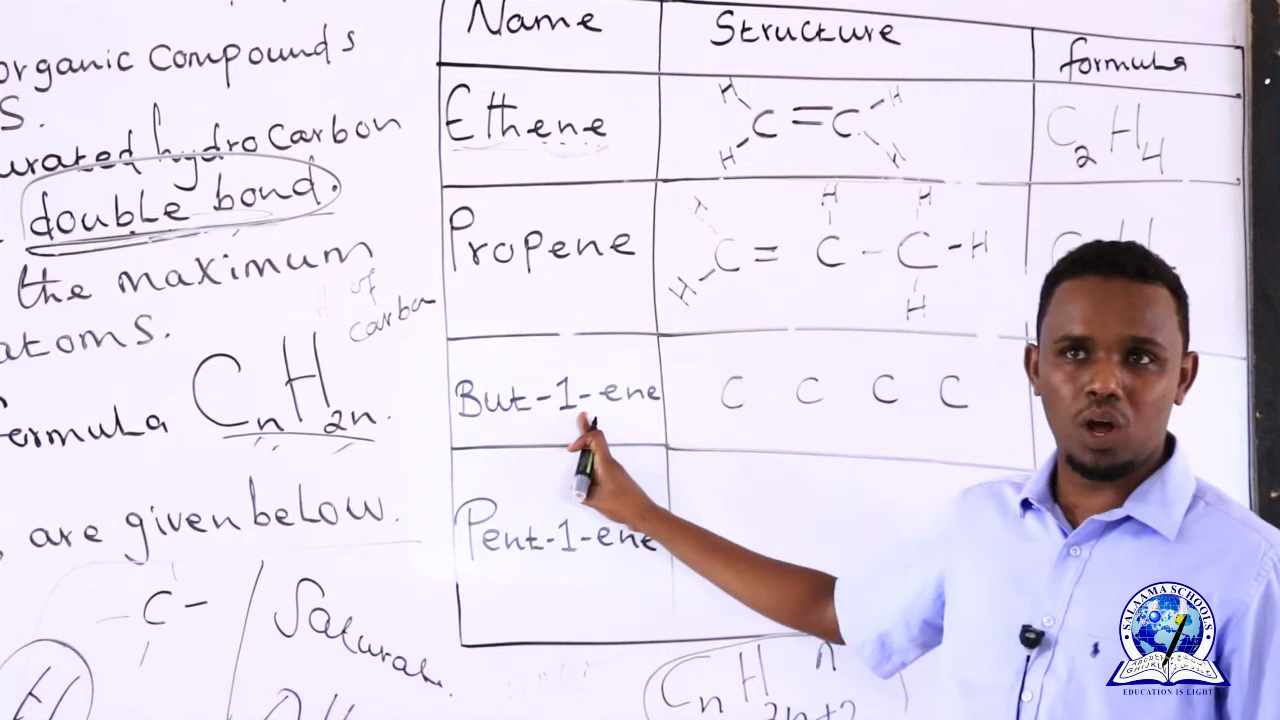 organic compounds
S.
urated hydrocarbon
double bond.
the maximum
of
carbon
atoms.
formula CnH2n.
are given below.
C
Saturat.
CnH2n+2
Name Structure formula
Ethene
H H
C = C
H H
C2H4
Propene
H H H
C = C - C - H
H H
But-1-ene C C C C
Pent-1-ene
SALAAMA SCHOOLS
EDUCATION IS LIGHT